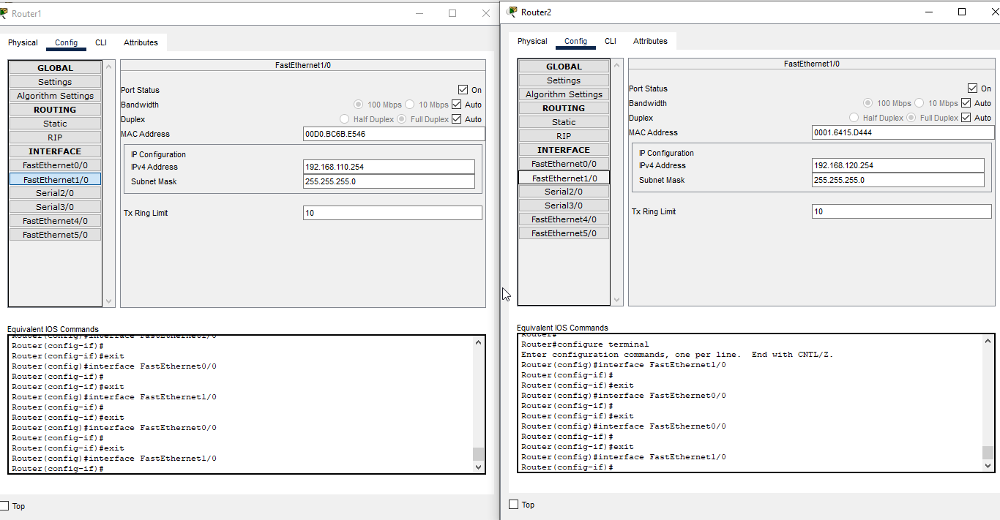 Router1
Physical Config CLI Attributes
GLOBAL
Settings
Algorithm Settings
ROUTING
Static
RIP
INTERFACE
FastEthernet0/0
FastEthernet1/0
Serial2/0
Serial3/0
FastEthernet4/0
FastEthernet5/0
FastEthernet1/0
Port Status On
Bandwidth 100 Mbps 10 Mbps Auto
Duplex Half Duplex Full Duplex Auto
MAC Address 00D0.BC6B.E546
IP Configuration
IPv4 Address 192.168.110.254
Subnet Mask 255.255.255.0
Tx Ring Limit 10
Equivalent IOS Commands
Router(config)#interface FastEthernet1/0
Router(config-if)#
Router(config-if)#exit
Router(config)#interface FastEthernet0/0
Router(config-if)#
Router(config-if)#exit
Router(config)#interface FastEthernet1/0
Router(config-if)#
Router(config-if)#exit
Router(config)#interface FastEthernet0/0
Router(config-if)#
Router(config-if)#exit
Router(config)#interface FastEthernet1/0
Router(config-if)#
Top
Router2
Physical Config CLI Attributes
GLOBAL
Settings
Algorithm Settings
ROUTING
Static
RIP
INTERFACE
FastEthernet0/0
FastEthernet1/0
Serial2/0
Serial3/0
FastEthernet4/0
FastEthernet5/0
FastEthernet1/0
Port Status On
Bandwidth 100 Mbps 10 Mbps Auto
Duplex Half Duplex Full Duplex Auto
MAC Address 0001.6415.D444
IP Configuration
IPv4 Address 192.168.120.254
Subnet Mask 255.255.255.0
Tx Ring Limit 10
Equivalent IOS Commands
Router#
Router#configure terminal
Enter configuration commands, one per line. End with CNTL/Z.
Router(config)#interface FastEthernet1/0
Router(config-if)#
Router(config-if)#exit
Router(config)#interface FastEthernet0/0
Router(config-if)#
Router(config-if)#exit
Router(config)#interface FastEthernet0/0
Router(config-if)#
Router(config-if)#exit
Router(config)#interface FastEthernet1/0
Router(config-if)#
Top